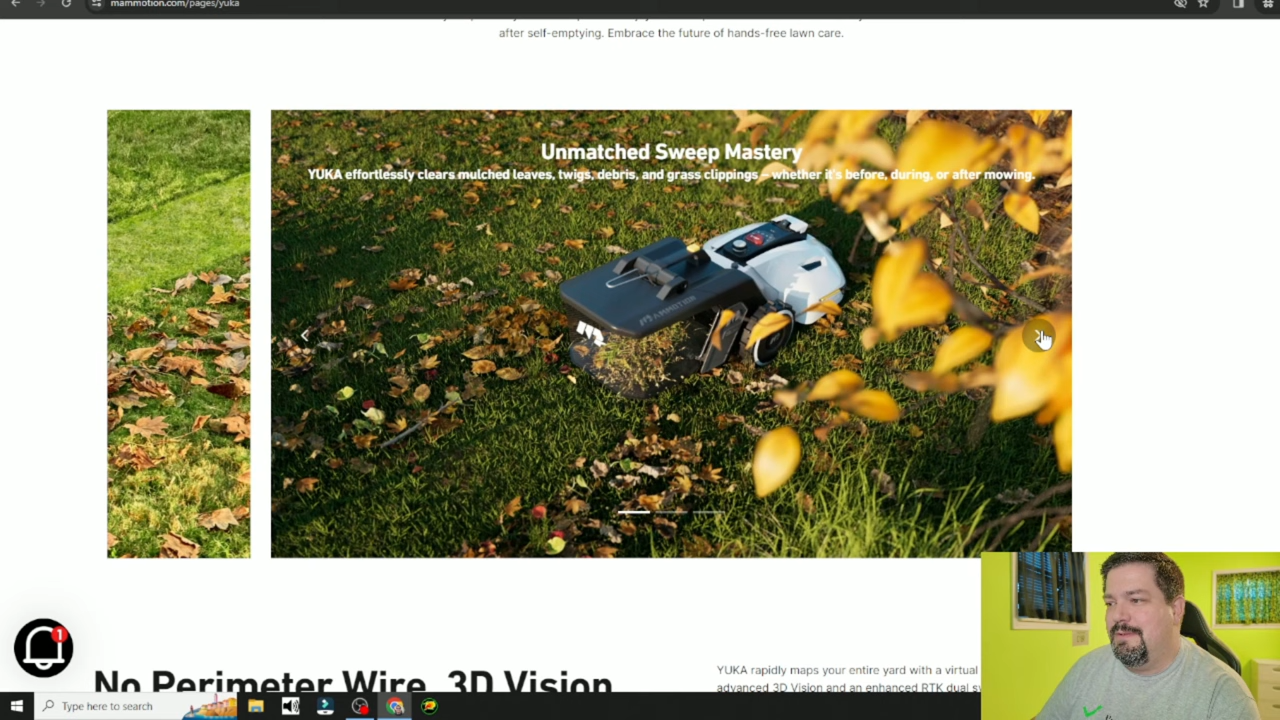 mammotion.com/pages/yuka
after self-emptying. Embrace the future of hands-free lawn care.
Unmatched Sweep Mastery
YUKA effortlessly clears mulched leaves, twigs, debris, and grass clippings – whether it's before, during, or after mowing.
MAMMOTION
1
No Perimeter Wire, 3D Vision
YUKA rapidly maps your entire yard with a virtual
advanced 3D Vision and an enhanced RTK dual
Type here to search